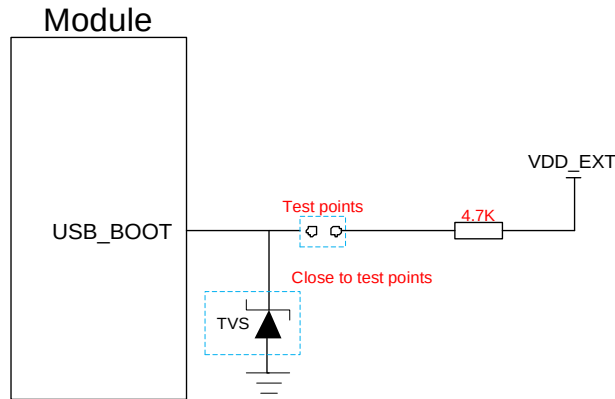 Module
VDD_EXT
Test points
4.7K
USB_BOOT
Close to test points
TVS